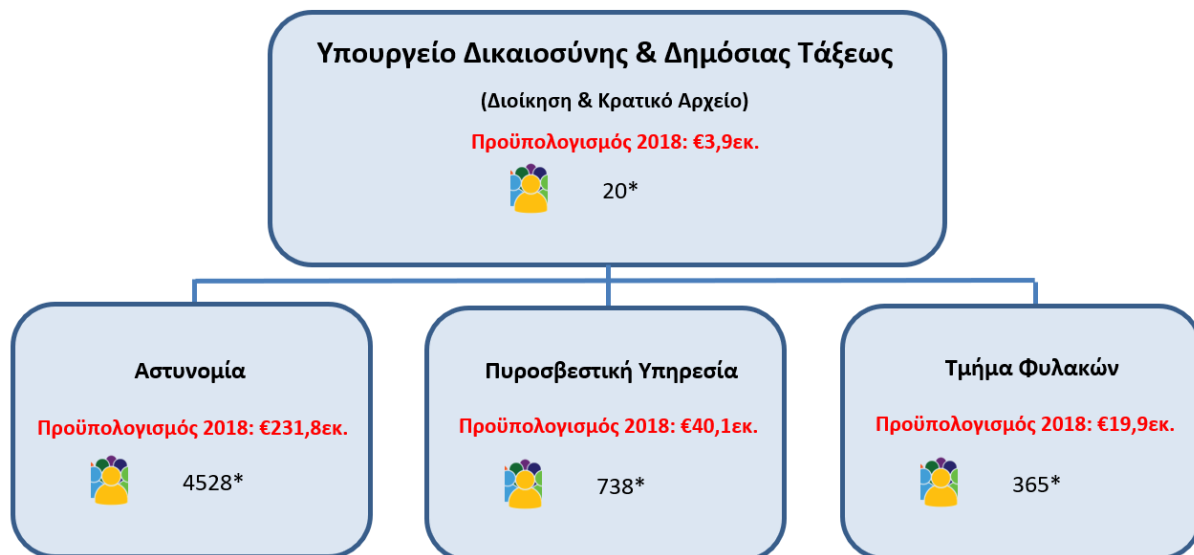 Υπουργείο Δικαιοσύνης & Δημόσιας Τάξεως
(Διοίκηση & Κρατικό Αρχείο)
Προϋπολογισμός 2018: €3,9εκ.
20*
Αστυνομία
Προϋπολογισμός 2018: €231,8εκ.
4528*
Πυροσβεστική Υπηρεσία
Προϋπολογισμός 2018: €40,1εκ.
738*
Τμήμα Φυλακών
Προϋπολογισμός 2018: €19,9εκ.
365*